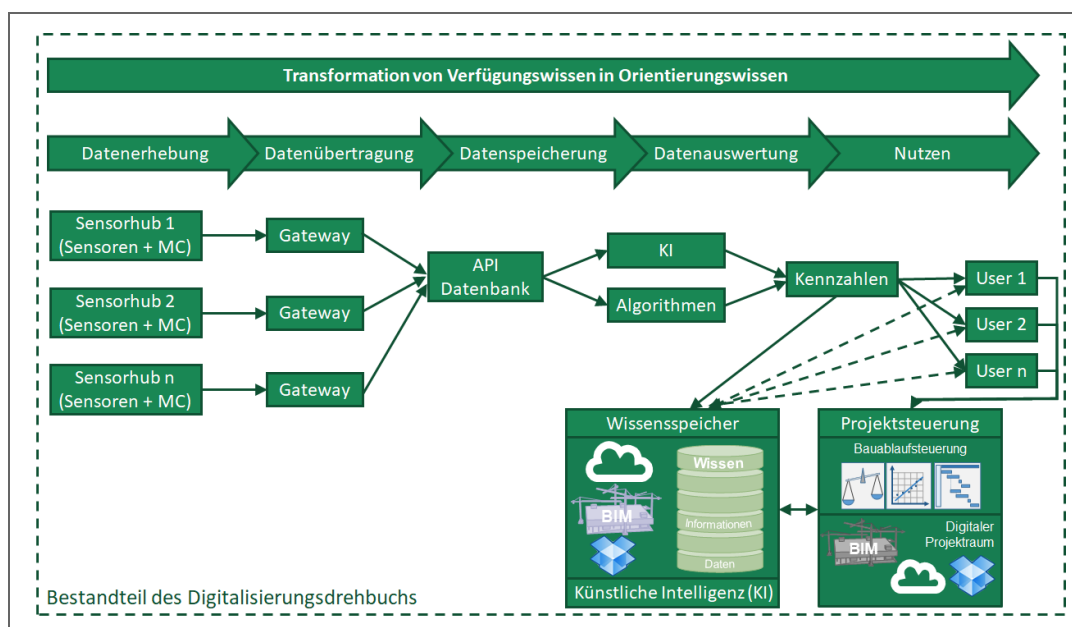 Transformation von Verfügungswissen in Orientierungswissen
Datenerhebung
Datenübertragung
Datenspeicherung
Datenauswertung
Nutzen
Sensorhub 1
(Sensoren + MC)
Gateway
Sensorhub 2
(Sensoren + MC)
Gateway
Sensorhub n
(Sensoren + MC)
Gateway
API
Datenbank
KI
Algorithmen
Kennzahlen
User 1
User 2
User n
Wissensspeicher
Wissen
Informationen
Daten
BIM
Künstliche Intelligenz (KI)
Projektsteuerung
Bauablaufsteuerung
Digitaler
Projektraum
BIM
Bestandteil des Digitalisierungsdrehbuchs